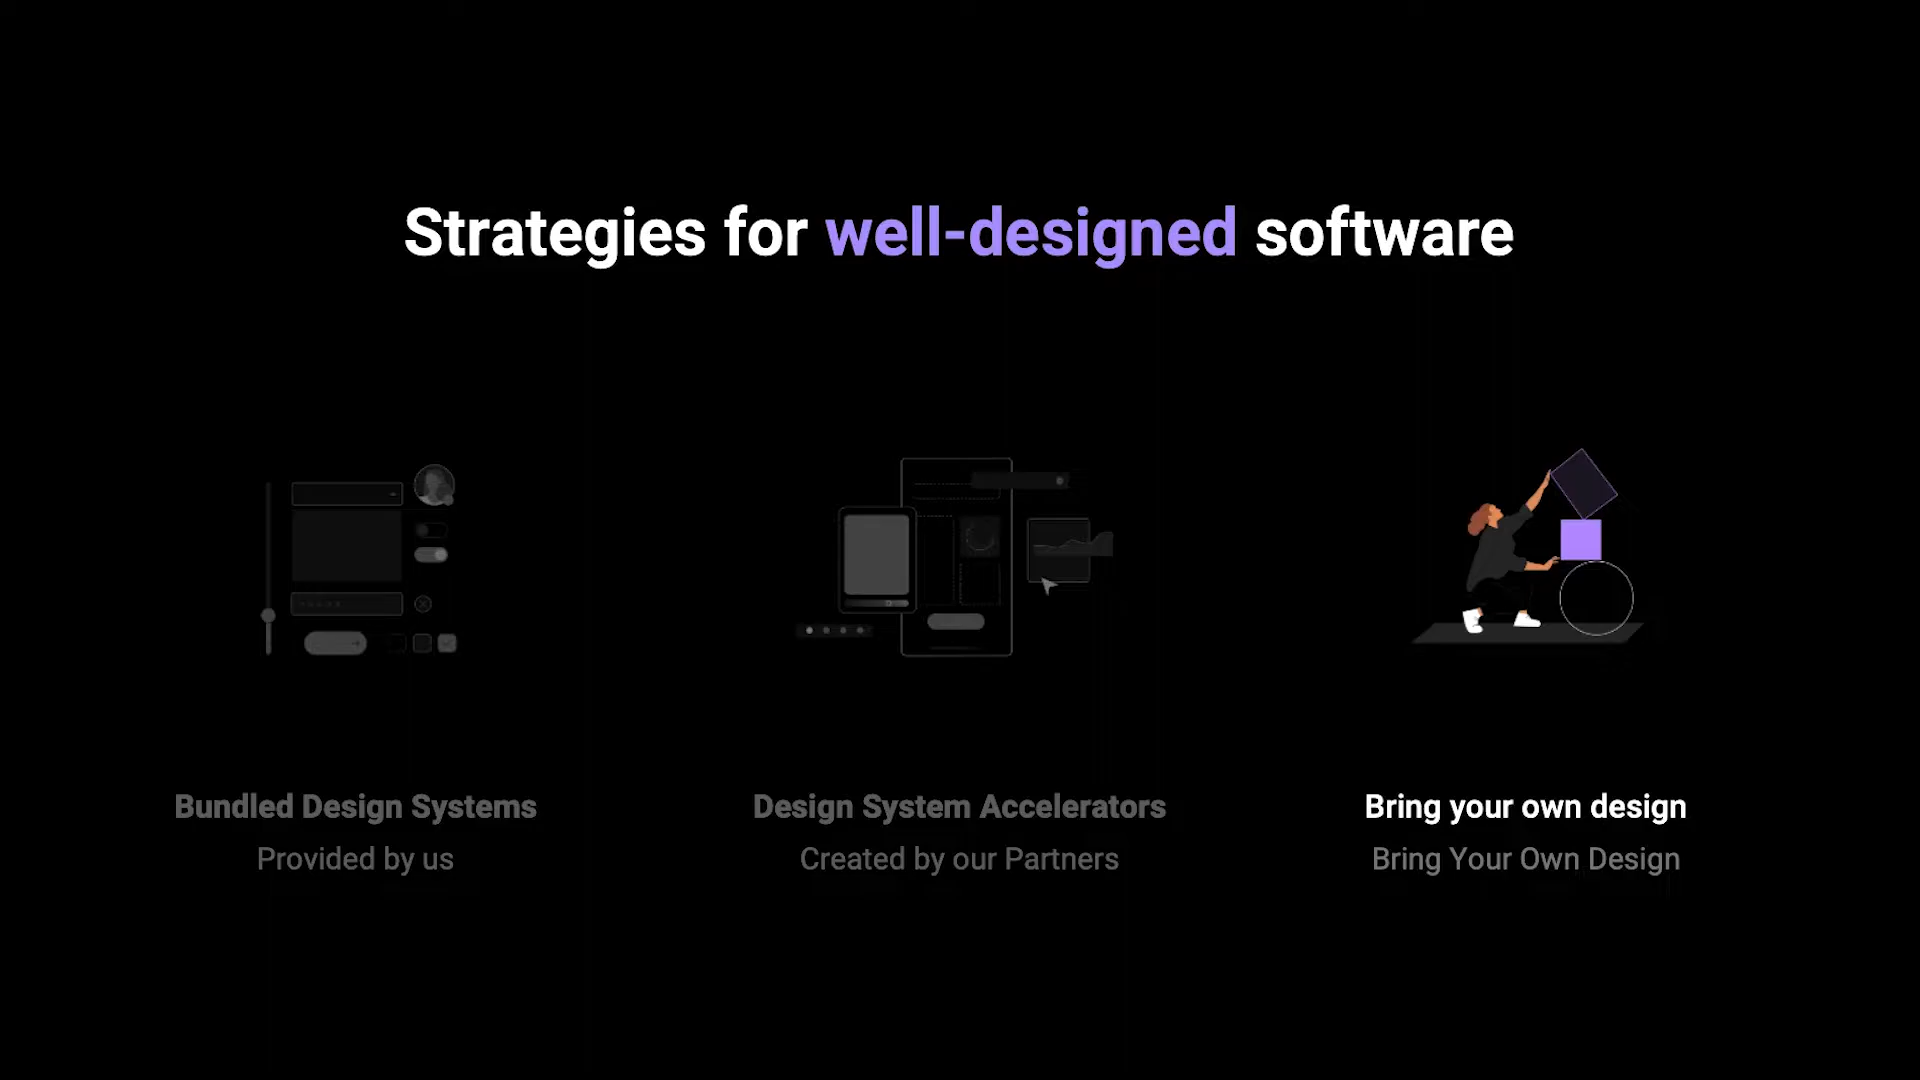 Strategies for well-designed software
Bundled Design Systems
Provided by us
Design System Accelerators
Created by our Partners
Bring your own design
Bring Your Own Design